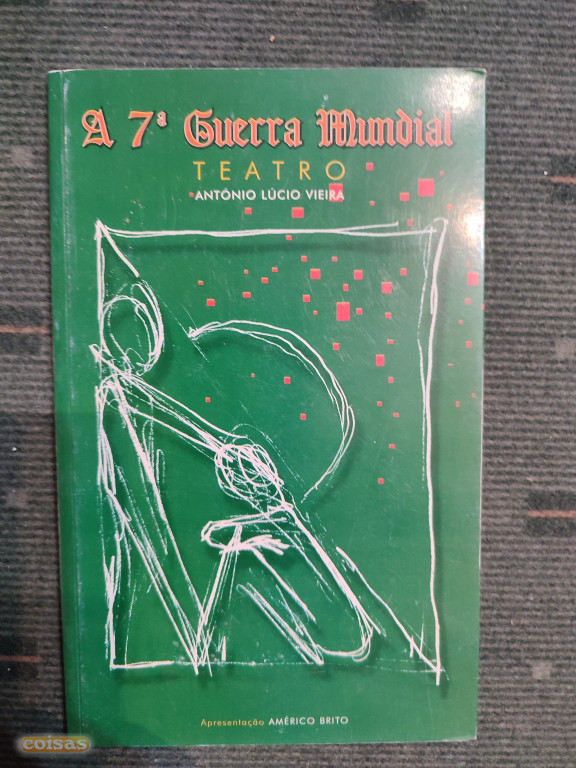 A 7ª Guerra Mundial
TEATRO
ANTÓNIO LÚCIO VIEIRA
Apresentação AMÉRICO BRITO
coisas